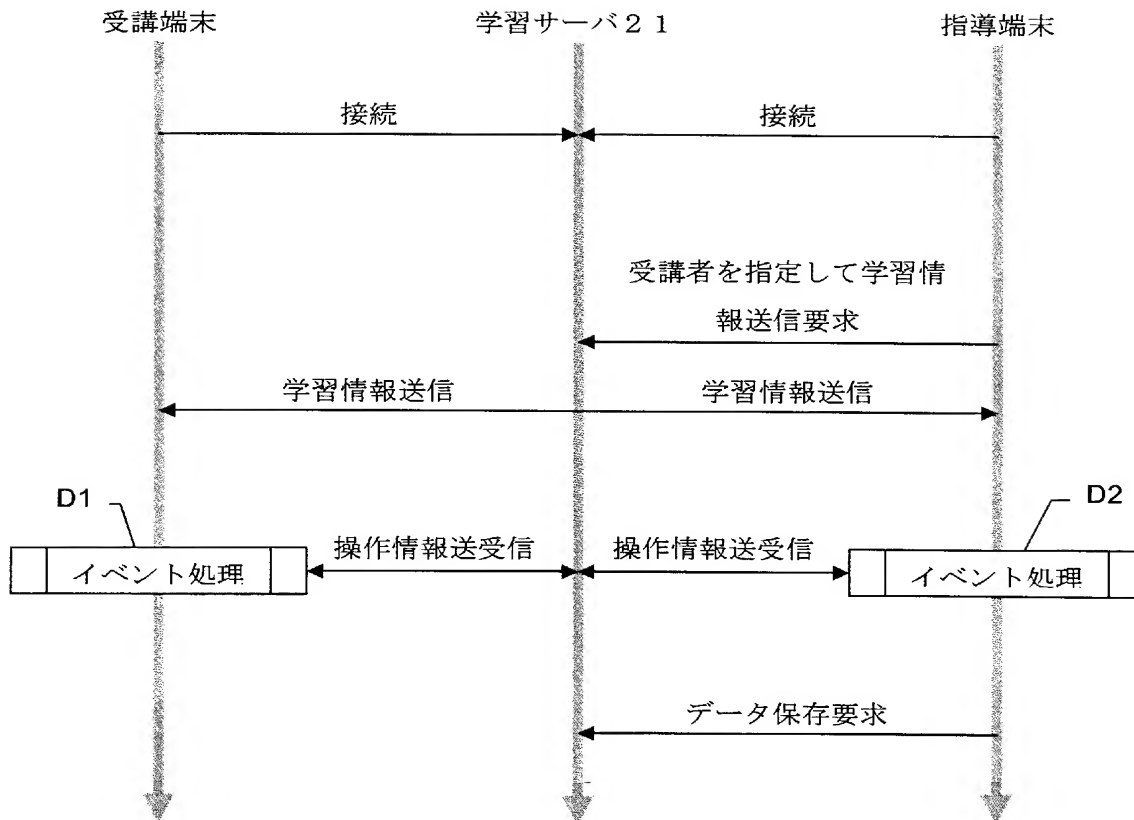 受講端末
学習サーバ２１
指導端末
接続
接続
受講者を指定して学習情
報送信要求
学習情報送信
学習情報送信
D1
D2
操作情報送受信
操作情報送受信
イベント処理
イベント処理
データ保存要求